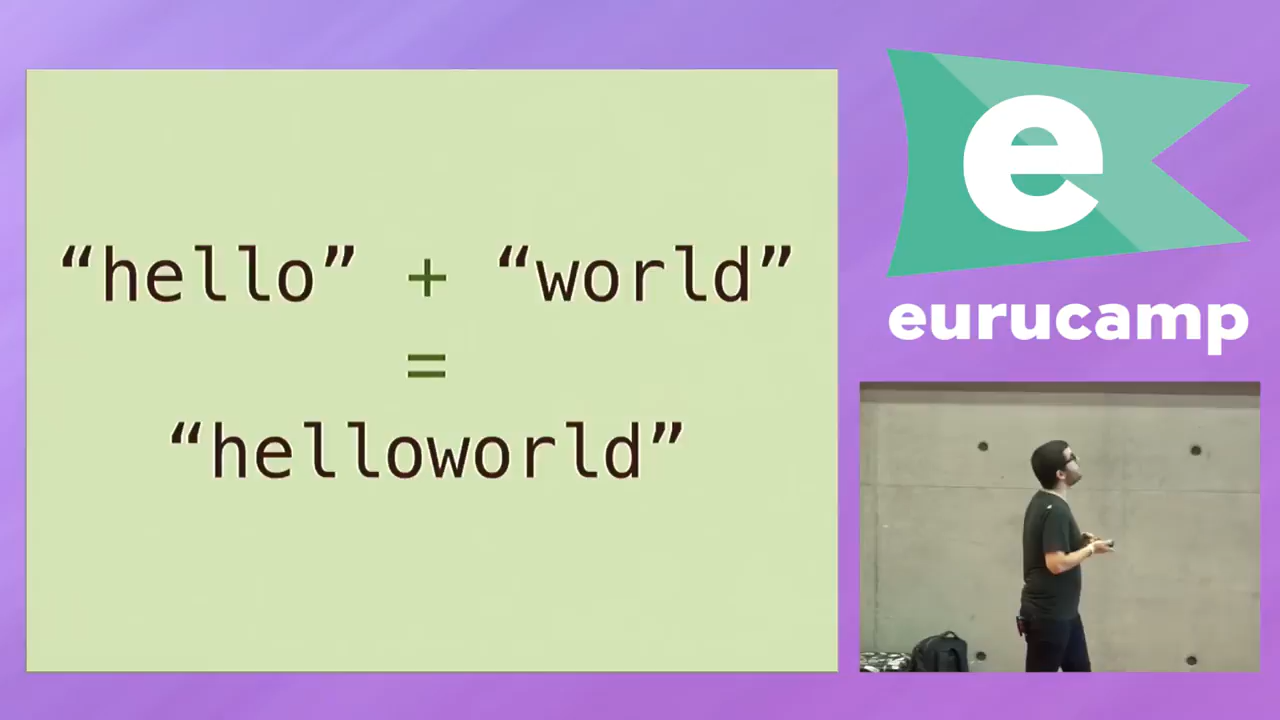 “hello” + “world”
=
“helloworld”
e
eurucamp